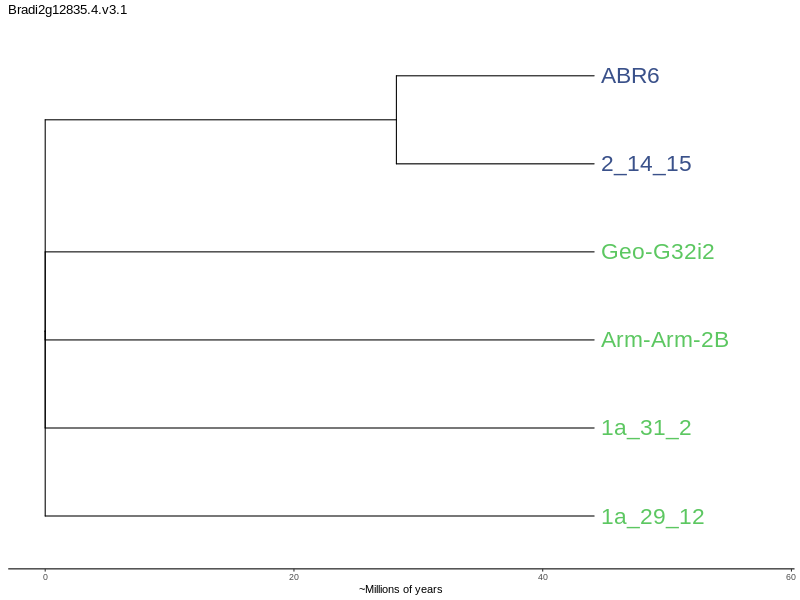 Bradi2g12835.4.v3.1
ABR6
2_14_15
Geo-G32i2
Arm-Arm-2B
1a_31_2
1a_29_12
0 20 40 60
~Millions of years